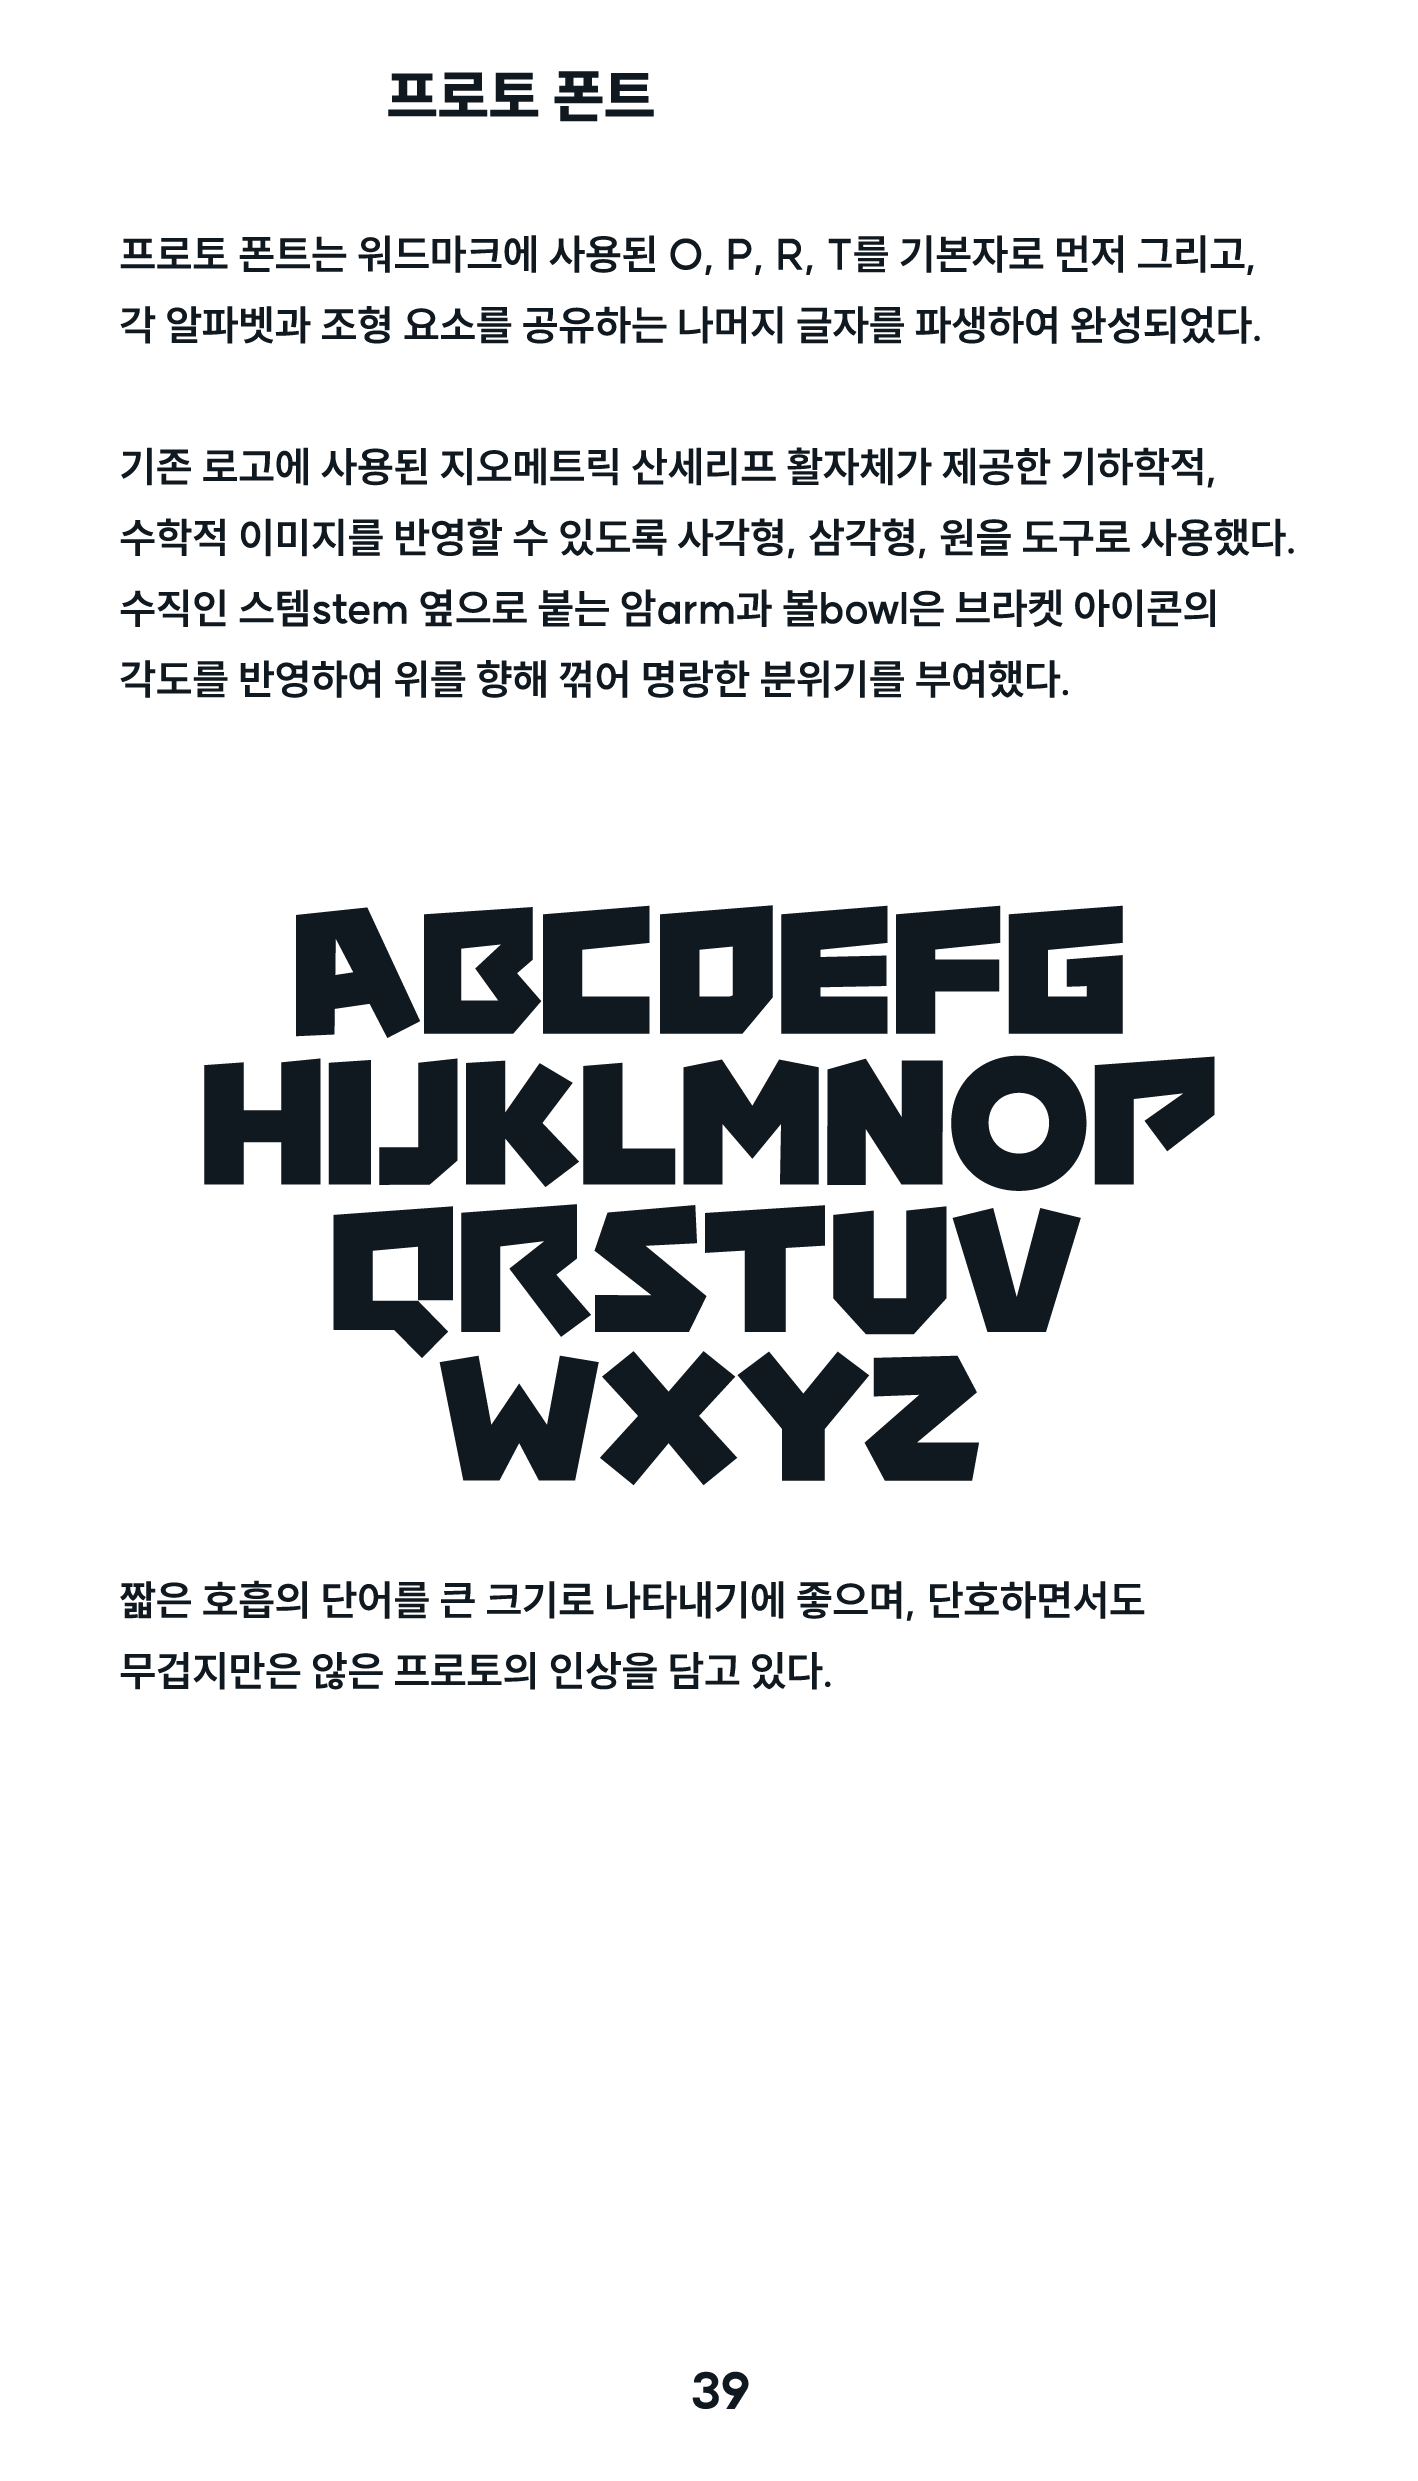 프로토 폰트
프로토 폰트는 워드마크에 사용된 O, P, R, T를 기본자로 먼저 그리고,
각 알파벳과 조형 요소를 공유하는 나머지 글자를 파생하여 완성되었다.
기존 로고에 사용된 지오메트릭 산세리프 활자체가 제공한 기하학적,
수학적 이미지를 반영할 수 있도록 사각형, 삼각형, 원을 도구로 사용했다.
수직인 스템stem 옆으로 붙는 암arm과 볼bowl은 브라켓 아이콘의
각도를 반영하여 위를 향해 꺾어 명랑한 분위기를 부여했다.
ABCDEFG
HIJKLMNOP
QRSTUV
WXYZ
짧은 호흡의 단어를 큰 크기로 나타내기에 좋으며, 단호하면서도
무겁지만은 않은 프로토의 인상을 담고 있다.
39